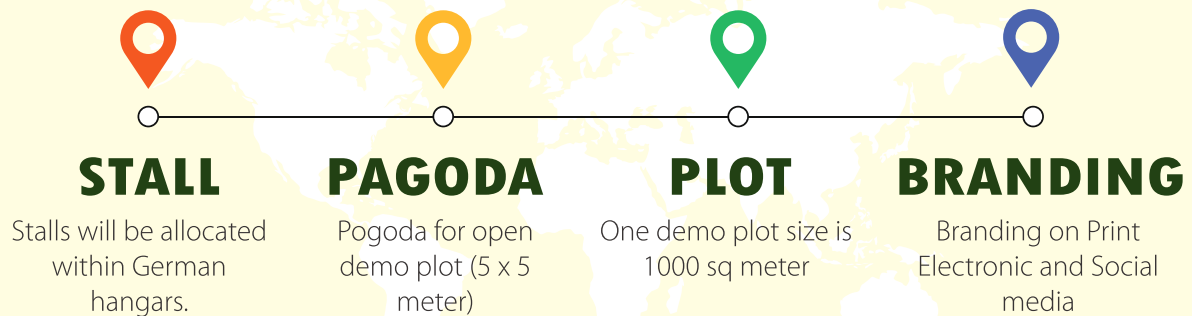 STALL
Stalls will be allocated
within German
hangars.
PAGODA
Pogoda for open
demo plot (5 x 5
meter)
PLOT
One demo plot size is
1000 sq meter
BRANDING
Branding on Print
Electronic and Social
media